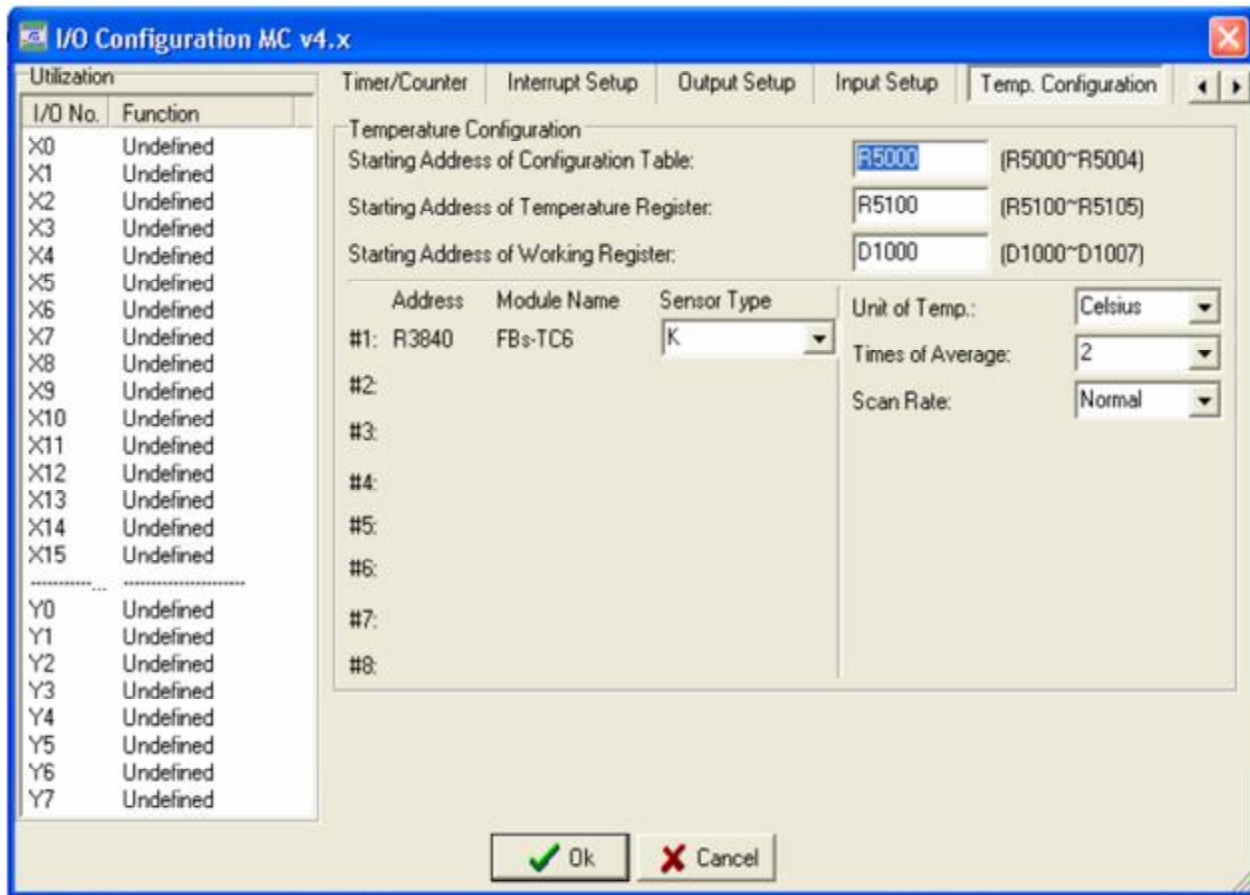 I/O Configuration MC v4.x
Utilization
I/O No. Function
X0 Undefined
X1 Undefined
X2 Undefined
X3 Undefined
X4 Undefined
X5 Undefined
X6 Undefined
X7 Undefined
X8 Undefined
X9 Undefined
X10 Undefined
X11 Undefined
X12 Undefined
X13 Undefined
X14 Undefined
X15 Undefined
Y0 Undefined
Y1 Undefined
Y2 Undefined
Y3 Undefined
Y4 Undefined
Y5 Undefined
Y6 Undefined
Y7 Undefined
Timer/Counter Interrupt Setup Output Setup Input Setup Temp. Configuration
Temperature Configuration
Starting Address of Configuration Table: R5000 (R5000~R5004)
Starting Address of Temperature Register: R5100 (R5100~R5105)
Starting Address of Working Register: D1000 (D1000~D1007)
Address Module Name Sensor Type
#1: R3840 FBs-TC6 K
#2:
#3:
#4:
#5:
#6:
#7:
#8:
Unit of Temp.: Celsius
Times of Average: 2
Scan Rate: Normal
Ok Cancel